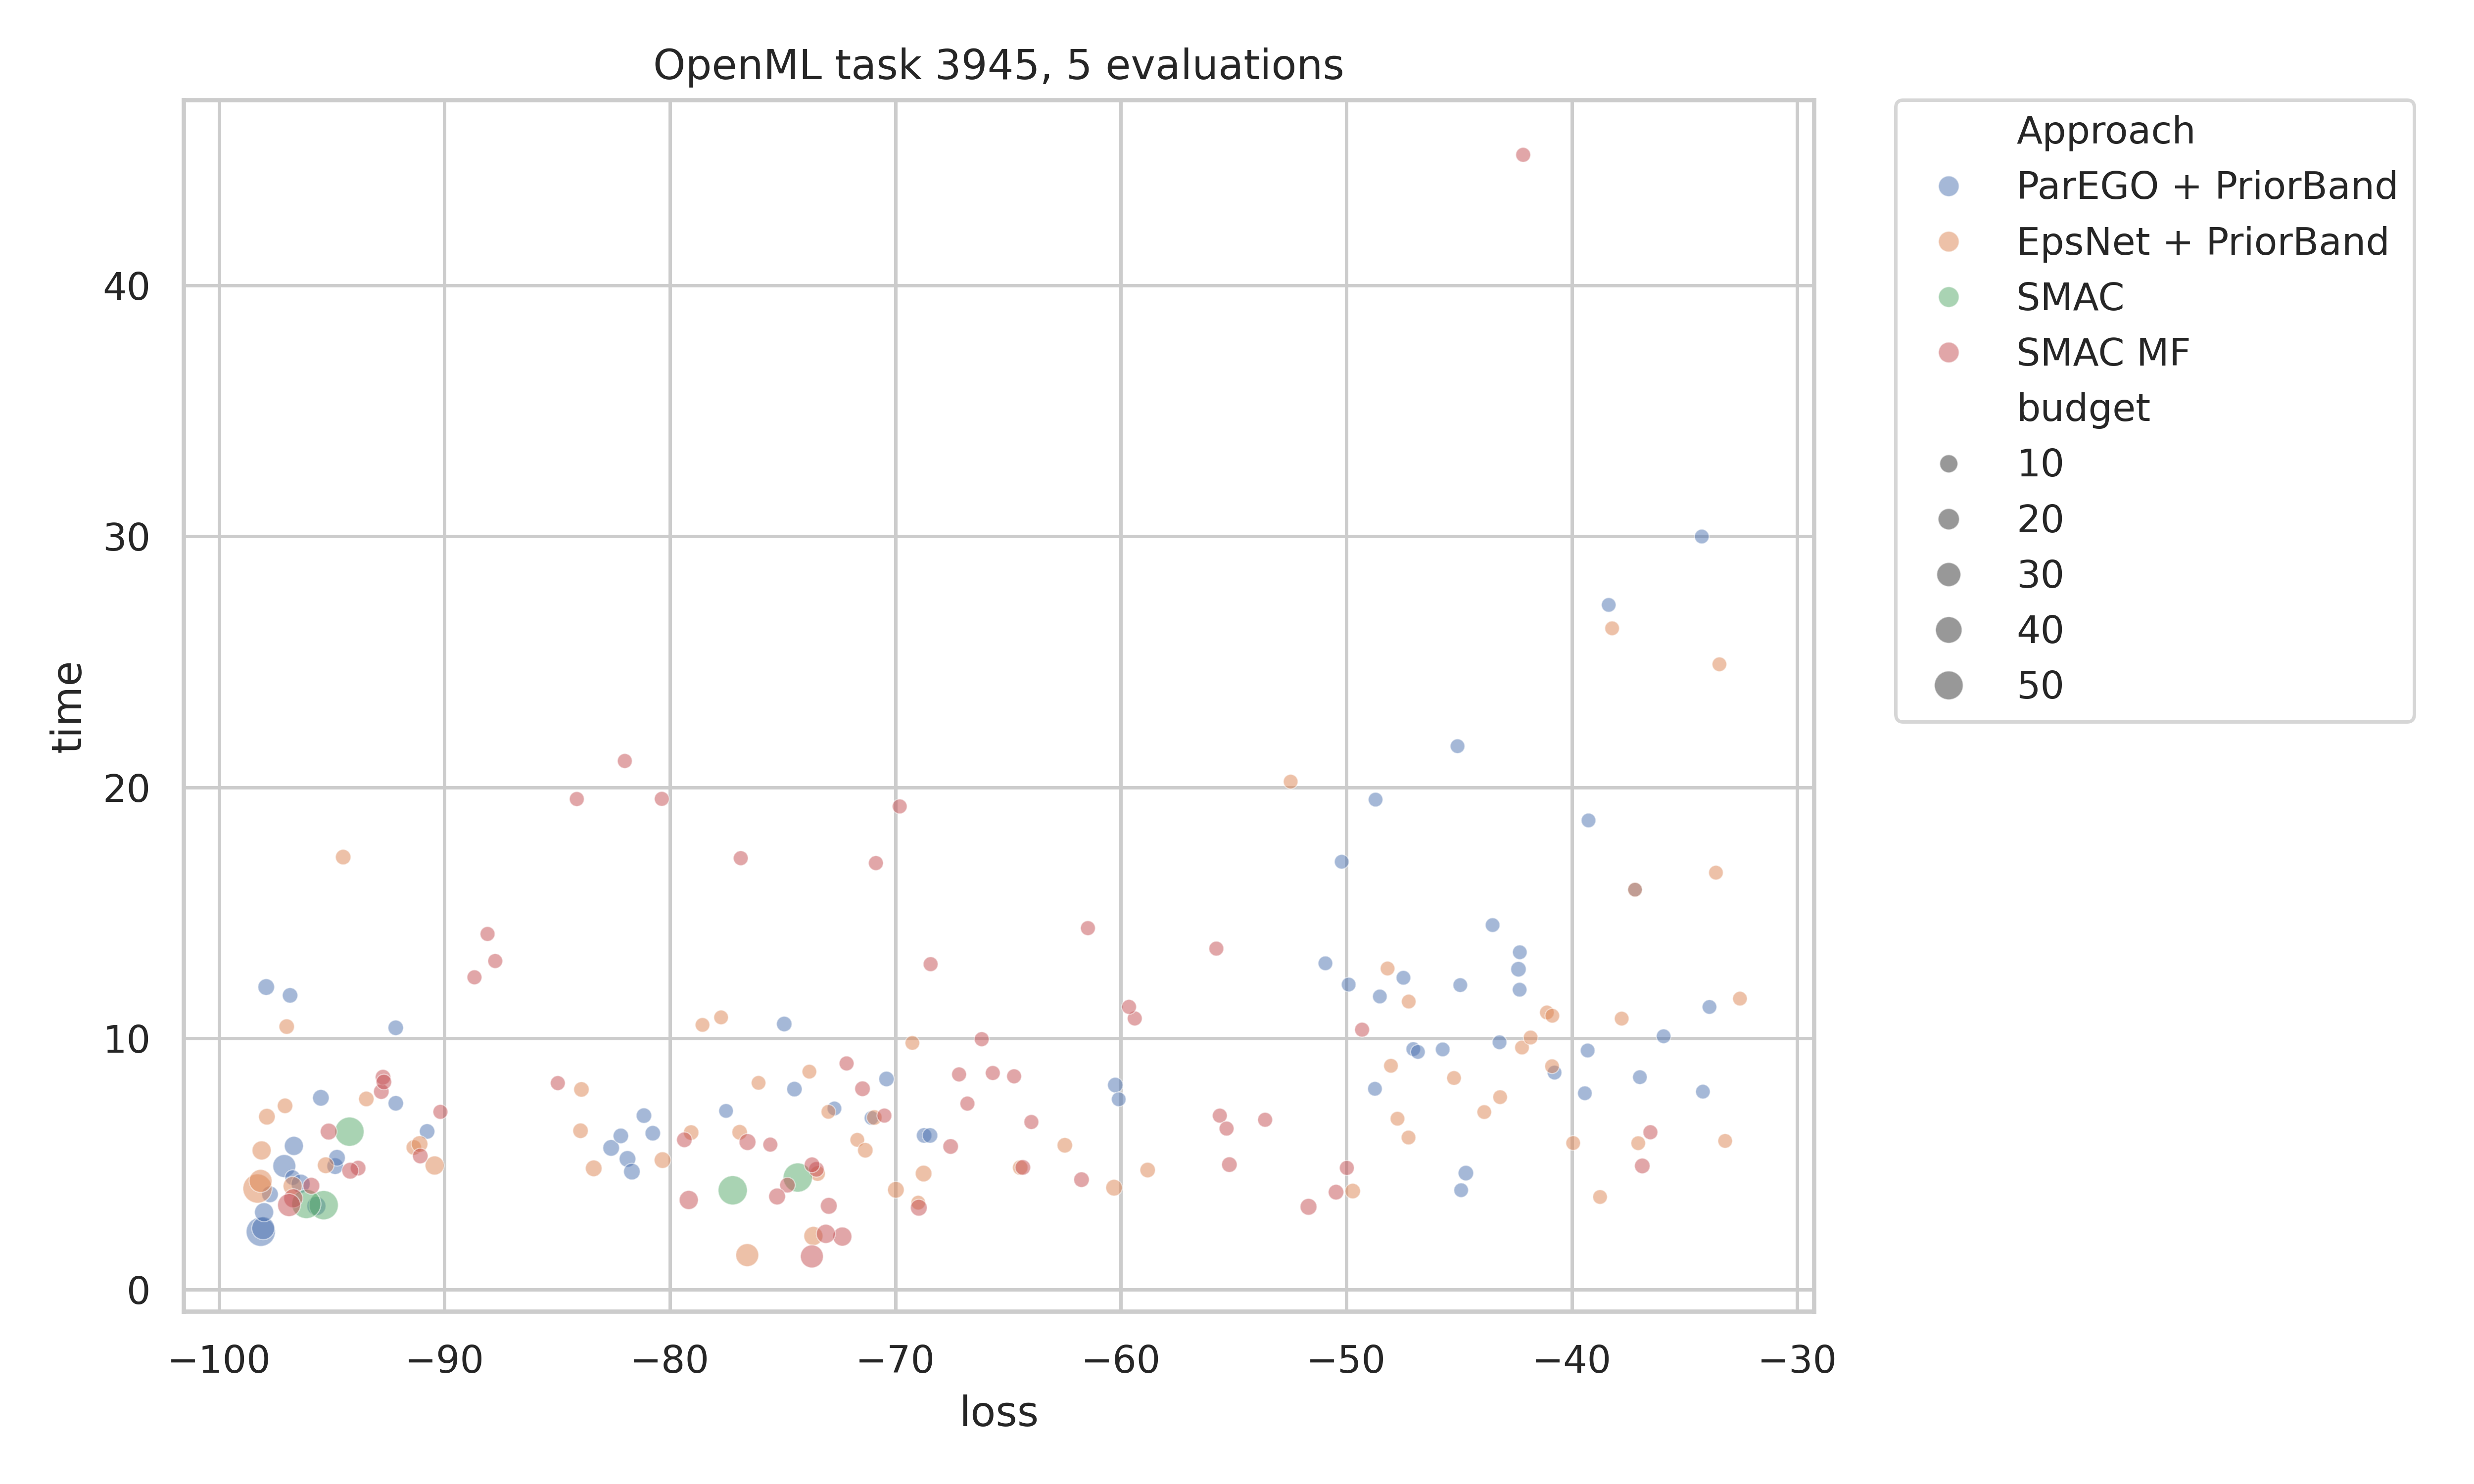 OpenML task 3945, 5 evaluations
time
40
30
20
10
0
−100
−90
−80
−70
−60
−50
−40
−30
loss
Approach
ParEGO + PriorBand
EpsNet + PriorBand
SMAC
SMAC MF
budget
10
20
30
40
50